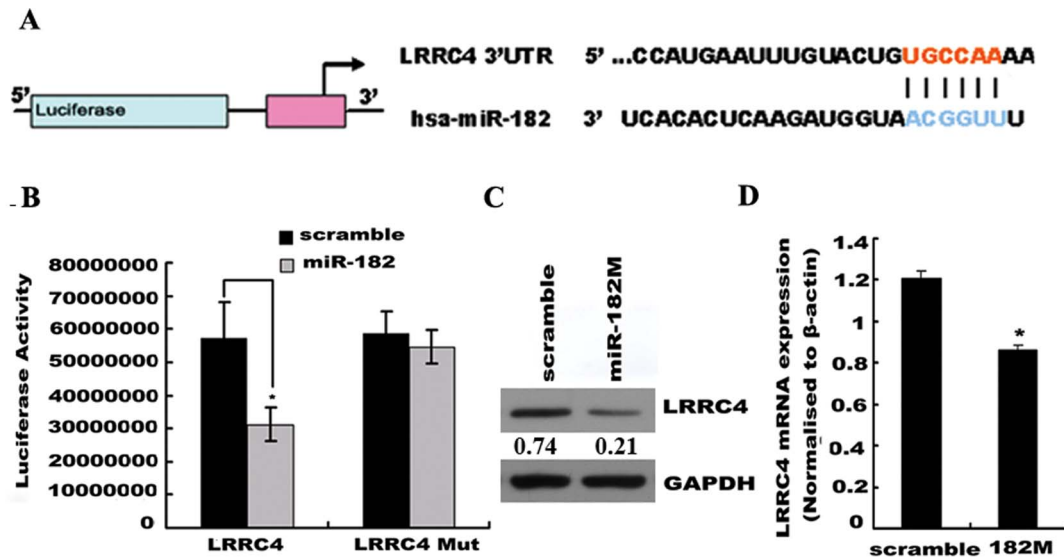 A
5' Luciferase 3'
LRRC4 3'UTR 5' ...CCAUGAAUUUGUACUGUGCCAAAA
hsa-miR-182 3' UCACACUCAAGAUGGUAACGGUUU
B
scramble
miR-182
Luciferase Activity
80000000
70000000
60000000
50000000
40000000
30000000
20000000
10000000
0
*
LRRC4
LRRC4 Mut
C
scramble
miR-182M
LRRC4
0.74 0.21
GAPDH
D
LRRC4 mRNA expression
(Normalised to β-actin)
1.4
1.2
1
0.8
0.6
0.4
0.2
0
*
scramble 182M